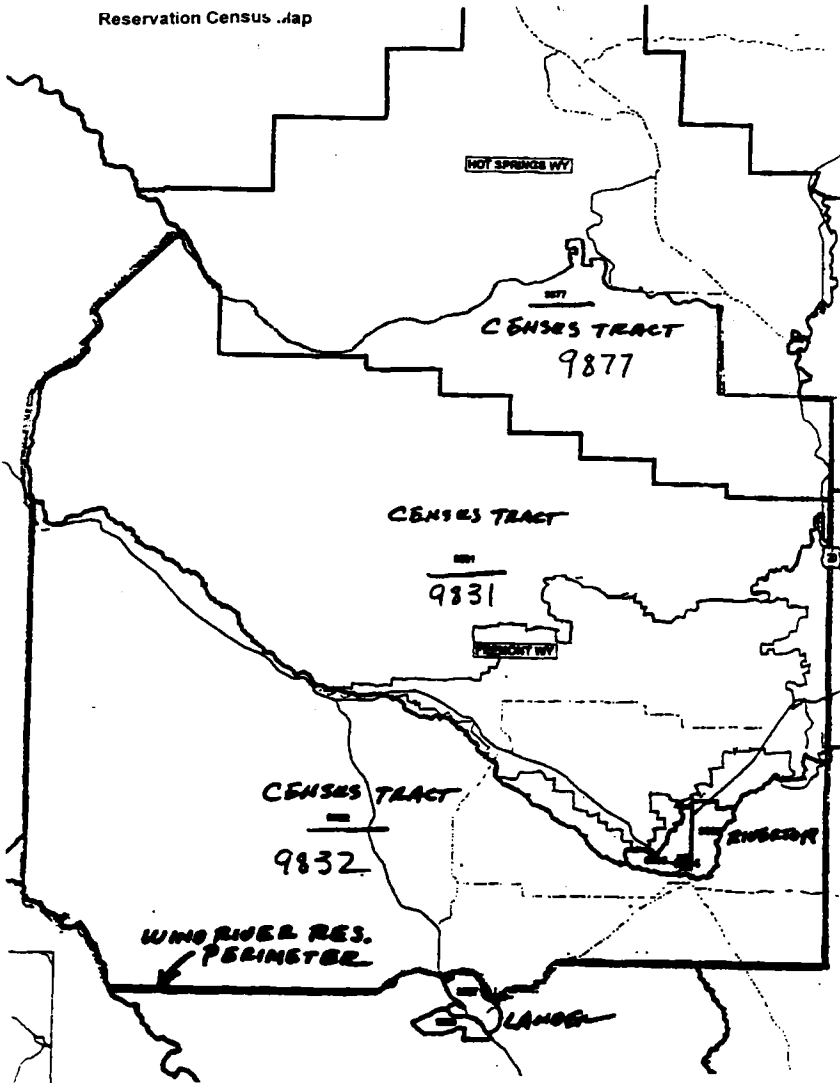 Reservation Census Map
HOT SPRINGS WY
9877
CENSUS TRACT
9877
CENSUS TRACT
9831
FREMONT WY
CENSUS TRACT
9832
RIVERTON
WIND RIVER RES.
PERIMETER
LANDER